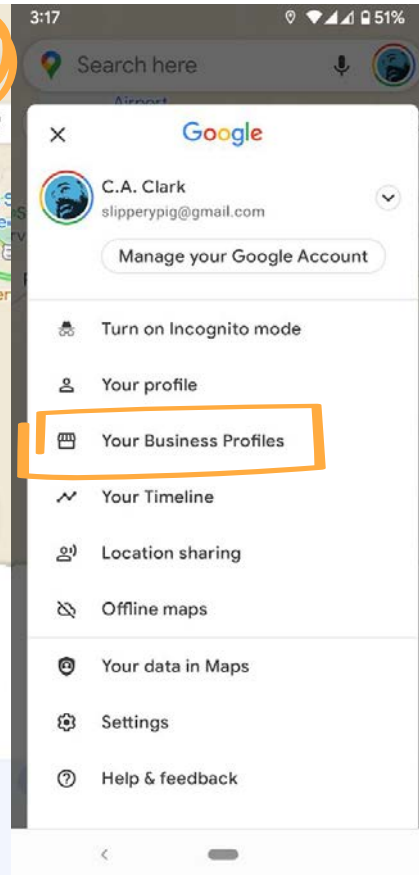 3:17 51%
Search here
Airport
Google
C.A. Clark
slipperypig@gmail.com
Manage your Google Account
Turn on Incognito mode
Your profile
Your Business Profiles
Your Timeline
Location sharing
Offline maps
Your data in Maps
Settings
Help & feedback